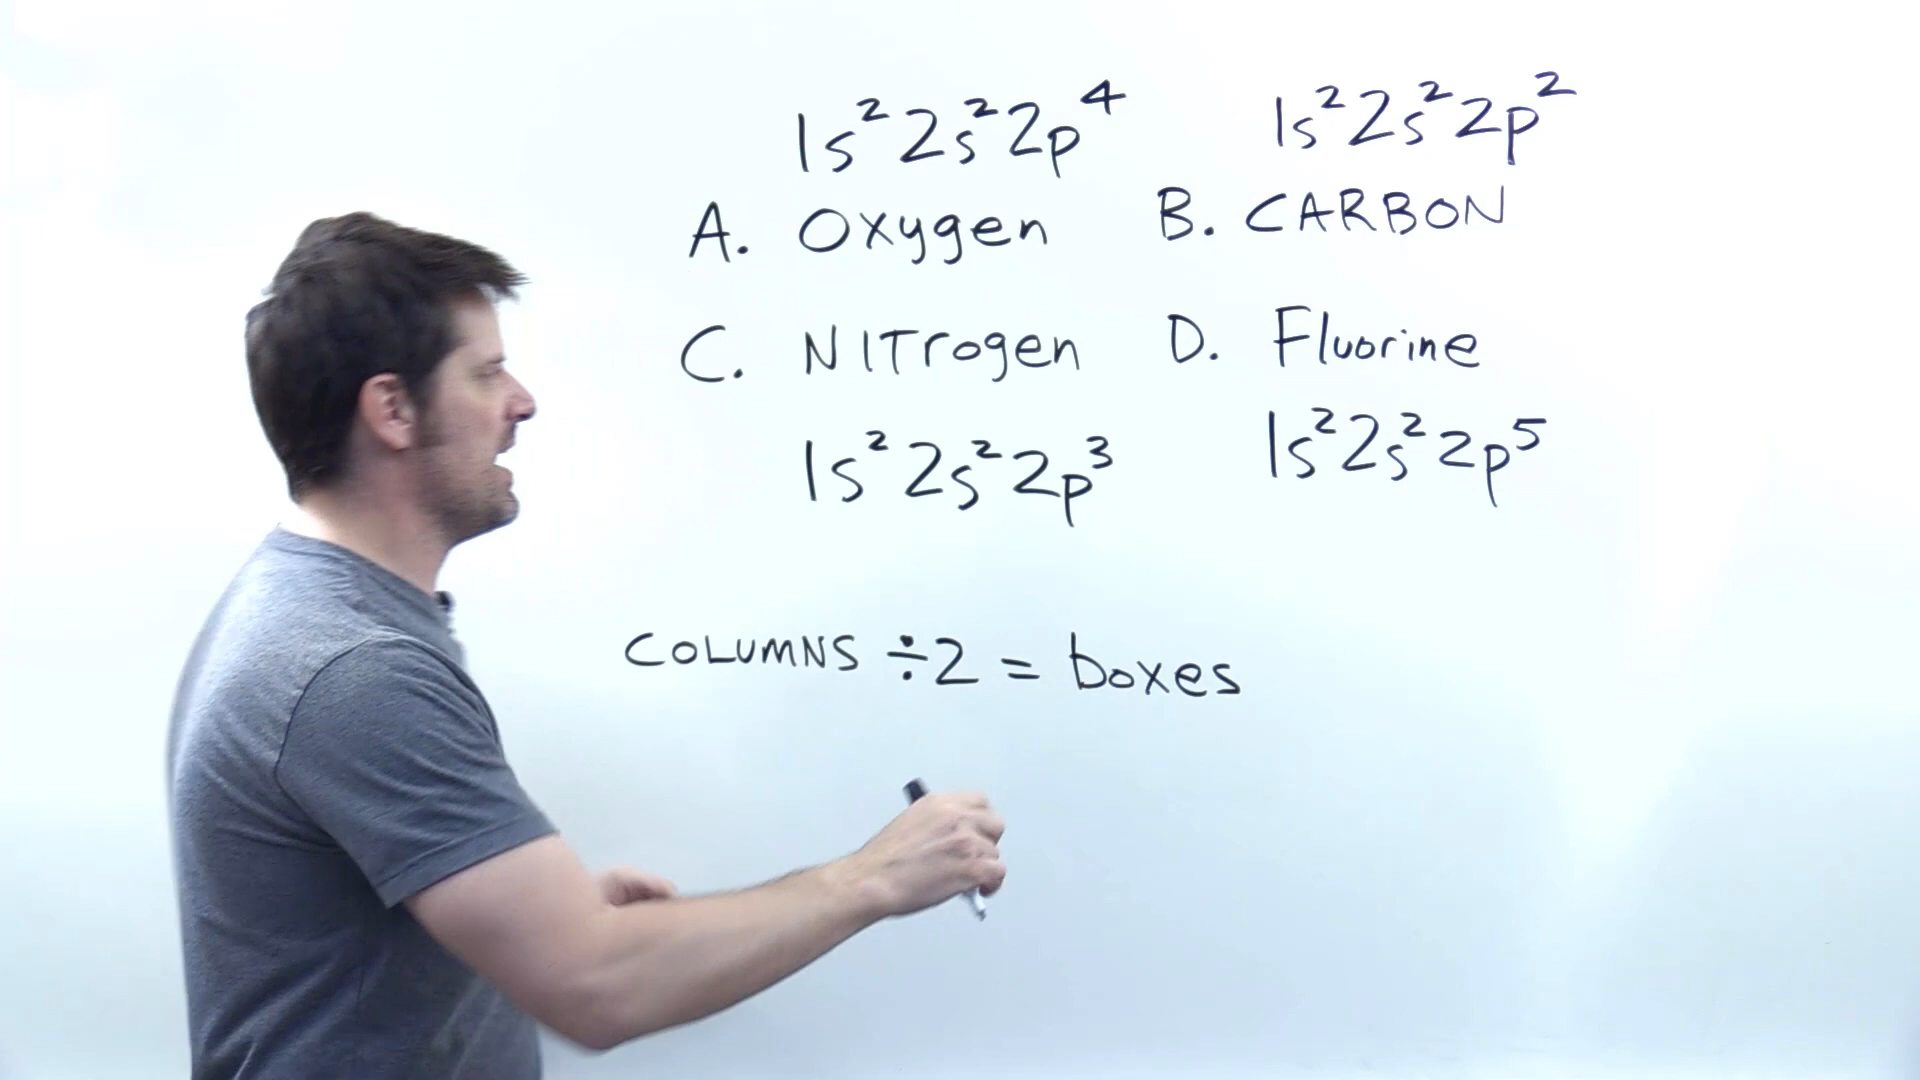 1s²2s²2p⁴ 1s²2s²2p²
A. Oxygen B. CARBON
C. NITrogen D. Fluorine
1s²2s²2p³ 1s²2s²2p⁵
COLUMNS ÷2 = boxes